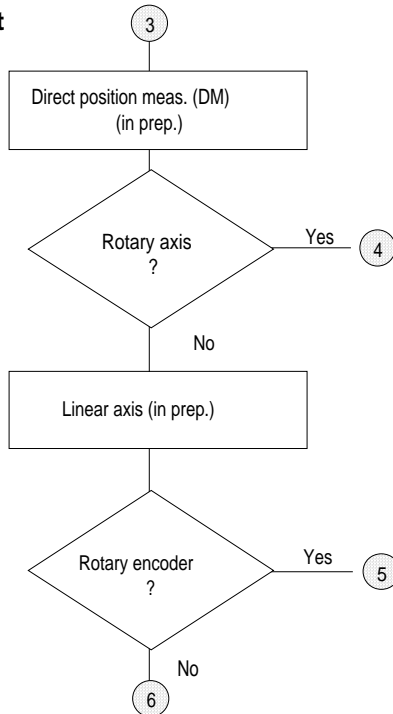 t
3
Direct position meas. (DM)
(in prep.)
Rotary axis
?
Yes
4
No
Linear axis (in prep.)
Rotary encoder
?
Yes
5
No
6